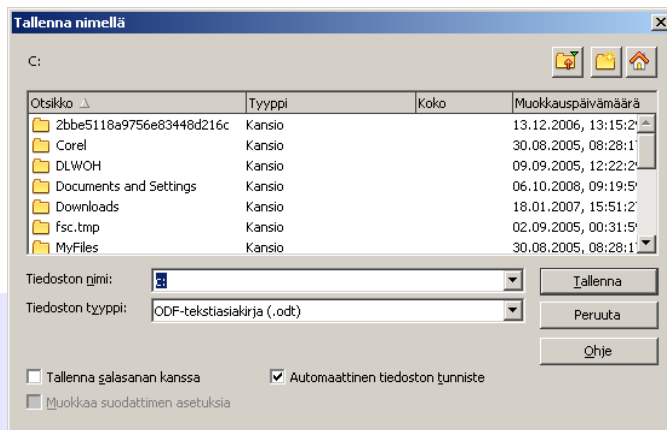 Tallenna nimellä
C:
Otsikko Tyyppi Koko Muokkauspäivämäärä
2bbe5118a9756e83448d216c Kansio 13.12.2006, 13:15:2
Corel Kansio 30.08.2005, 08:28:1
DLWOH Kansio 09.09.2005, 12:22:2
Documents and Settings Kansio 06.10.2008, 09:19:5
Downloads Kansio 18.01.2007, 15:51:2
fsc.tmp Kansio 02.09.2005, 00:31:5
MyFiles Kansio 30.08.2005, 08:28:1
Tiedoston nimi: c: Tallenna
Tiedoston tyyppi: ODF-tekstiasiakirja (.odt) Peruuta
Ohje
Tallenna salasanan kanssa Automaattinen tiedoston tunniste
Muokkaa suodattimen asetuksia